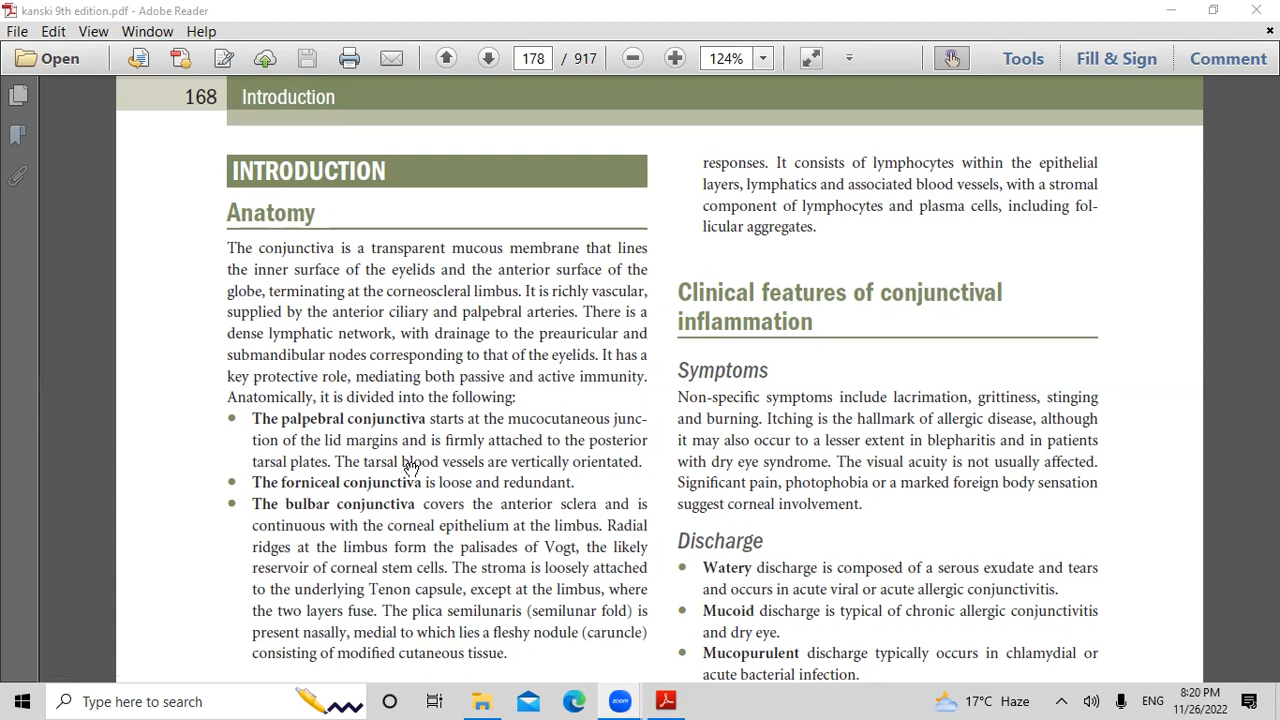 kanski 9th edition.pdf - Adobe Reader
File Edit View Window Help
Open 178 / 917 124% Tools Fill & Sign Comment
168 Introduction
INTRODUCTION
Anatomy
The conjunctiva is a transparent mucous membrane that lines
the inner surface of the eyelids and the anterior surface of the
globe, terminating at the corneoscleral limbus. It is richly vascular,
supplied by the anterior ciliary and palpebral arteries. There is a
dense lymphatic network, with drainage to the preauricular and
submandibular nodes corresponding to that of the eyelids. It has a
key protective role, mediating both passive and active immunity.
Anatomically, it is divided into the following:
• The palpebral conjunctiva starts at the mucocutaneous junc-
tion of the lid margins and is firmly attached to the posterior
tarsal plates. The tarsal blood vessels are vertically orientated.
• The forniceal conjunctiva is loose and redundant.
• The bulbar conjunctiva covers the anterior sclera and is
continuous with the corneal epithelium at the limbus. Radial
ridges at the limbus form the palisades of Vogt, the likely
reservoir of corneal stem cells. The stroma is loosely attached
to the underlying Tenon capsule, except at the limbus, where
the two layers fuse. The plica semilunaris (semilunar fold) is
present nasally, medial to which lies a fleshy nodule (caruncle)
consisting of modified cutaneous tissue.
responses. It consists of lymphocytes within the epithelial
layers, lymphatics and associated blood vessels, with a stromal
component of lymphocytes and plasma cells, including fol-
licular aggregates.
Clinical features of conjunctival
inflammation
Symptoms
Non-specific symptoms include lacrimation, grittiness, stinging
and burning. Itching is the hallmark of allergic disease, although
it may also occur to a lesser extent in blepharitis and in patients
with dry eye syndrome. The visual acuity is not usually affected.
Significant pain, photophobia or a marked foreign body sensation
suggest corneal involvement.
Discharge
• Watery discharge is composed of a serous exudate and tears
and occurs in acute viral or acute allergic conjunctivitis.
• Mucoid discharge is typical of chronic allergic conjunctivitis
and dry eye.
• Mucopurulent discharge typically occurs in chlamydial or
acute bacterial infection.
Type here to search zoom 17°C Haze ENG 8:20 PM
11/26/2022